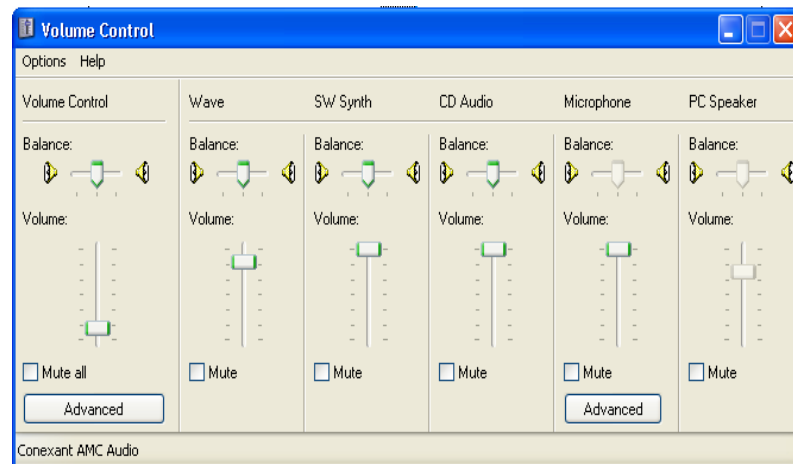 Volume Control
Options Help
Volume Control Wave SW Synth CD Audio Microphone PC Speaker
Balance: Balance: Balance: Balance: Balance: Balance:
Volume: Volume: Volume: Volume: Volume: Volume:
Mute all Mute Mute Mute Mute Mute
Advanced Advanced
Conexant AMC Audio